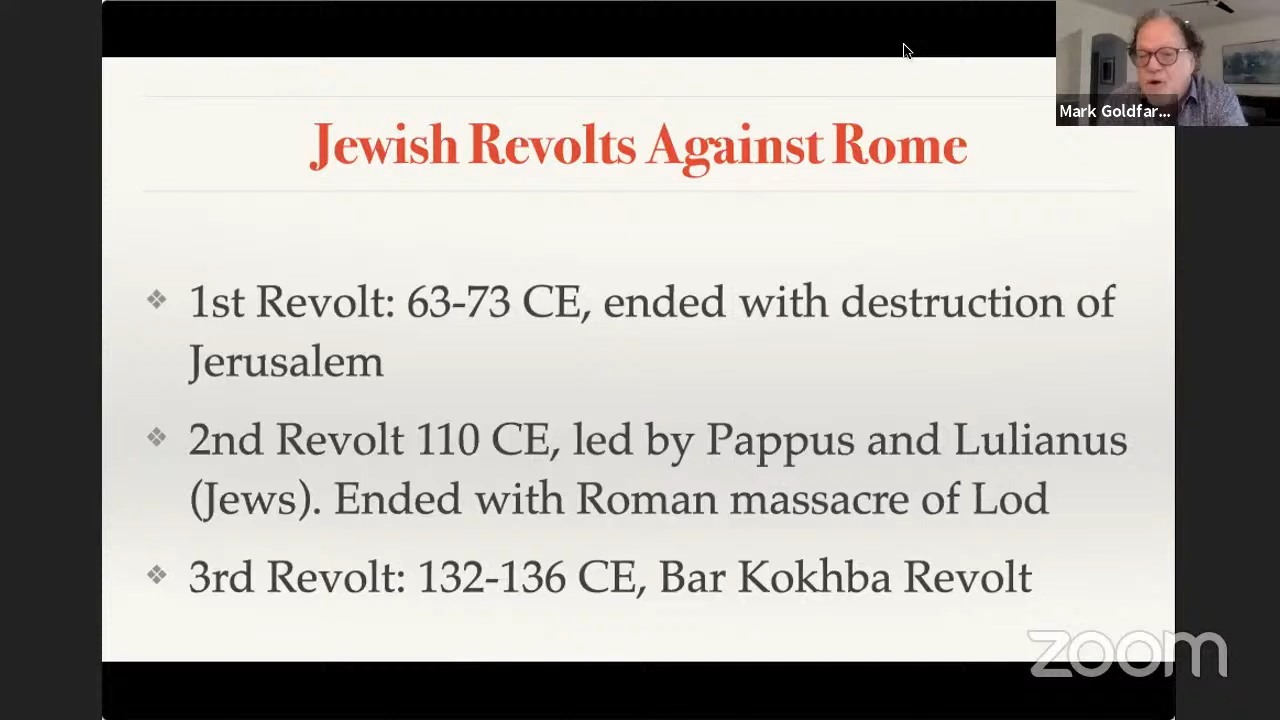 Mark Goldfar...
Jewish Revolts Against Rome
❖ 1st Revolt: 63-73 CE, ended with destruction of
Jerusalem
❖ 2nd Revolt 110 CE, led by Pappus and Lulianus
(Jews). Ended with Roman massacre of Lod
❖ 3rd Revolt: 132-136 CE, Bar Kokhba Revolt
zoom